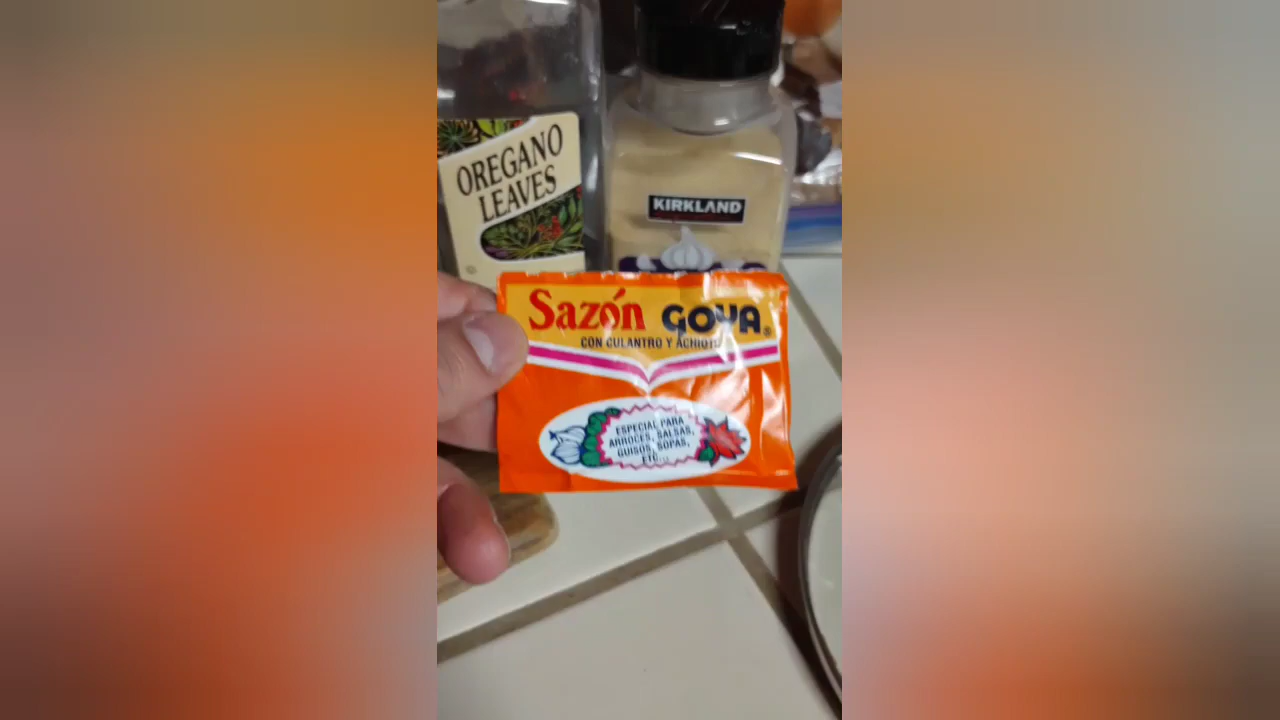 OREGANO
LEAVES
KIRKLAND
Sazón GOYA®
CON CULANTRO Y ACHIOTE
ESPECIAL PARA
ARROCES, SALSAS,
GUISOS, SOPAS,
ETC.